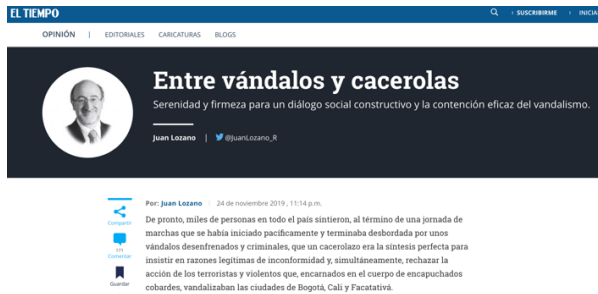 EL TIEMPO
SUSCRIBIRME INICIA
OPINIÓN | EDITORIALES CARICATURAS BLOGS
Entre vándalos y cacerolas
Serenidad y firmeza para un diálogo social constructivo y la contención eficaz del vandalismo.
Juan Lozano | @JuanLozano_R
Por: Juan Lozano 24 de noviembre 2019 , 11:14 p.m.
Compartir
Comentar
Guardar
De pronto, miles de personas en todo el país sintieron, al término de una jornada de
marchas que se había iniciado pacíficamente y terminaba desbordada por unos
vándalos desenfrenados y criminales, que un cacerolazo era la síntesis perfecta para
insistir en razones legítimas de inconformidad y, simultáneamente, rechazar la
acción de los terroristas y violentos que, encarnados en el cuerpo de encapuchados
cobardes, vandalizaban las ciudades de Bogotá, Cali y Facatativá.